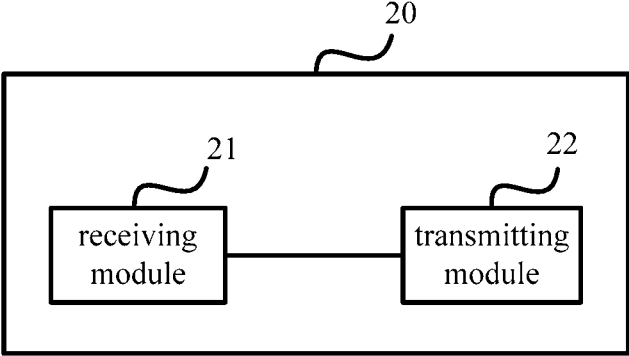 20
21
22
receiving
module
transmitting
module